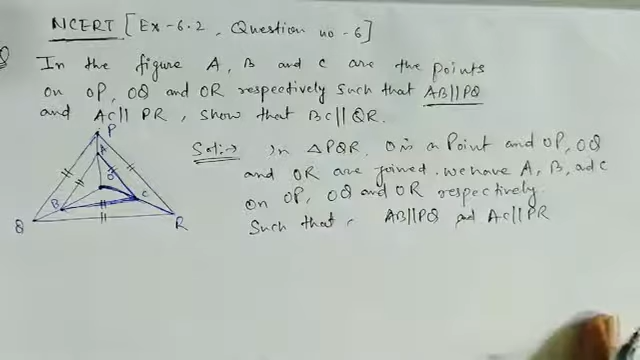 NCERT [Ex-6.2, Question no -6]
Q In the figure A, B and C are the points
on OP, OQ and OR respectively such that AB||PQ
and AC|| PR, show that BC||QR.
P
A
O
B
C
Q
R
Soln:→ In △PQR, O is a Point and OP, OQ
and OR are joined. we have A, B, and C
on OP, OQ and OR respectively.
Such that AB||PQ and AC||PR